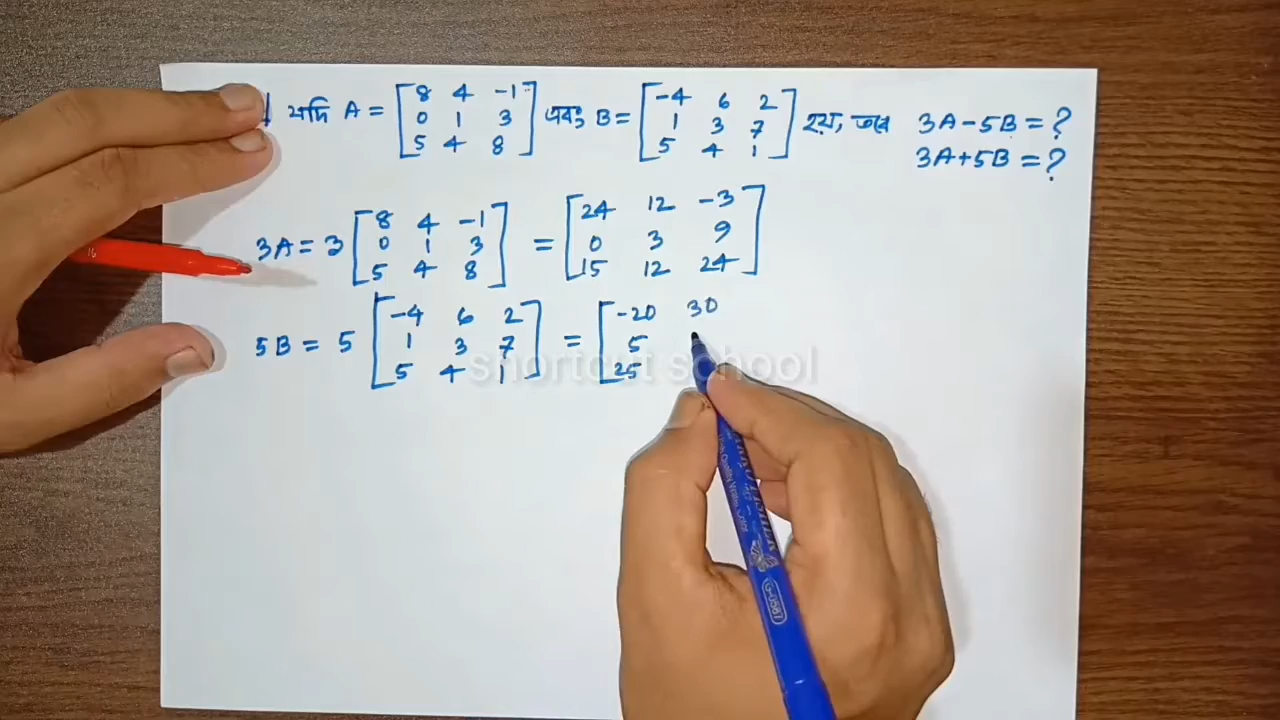 যদি A = [8 4 -1 এবং B = [-4 6 2 হয়, তবে 3A - 5B = ?
0 1 3 1 3 7
5 4 8] 5 4 1] 3A + 5B = ?
3A = 3 [8 4 -1 = [24 12 -3
0 1 3 0 3 9
5 4 8] 15 12 24]
5B = 5 [-4 6 2 = [-20 30
1 3 7 5
5 4 1] 25
shortcut school